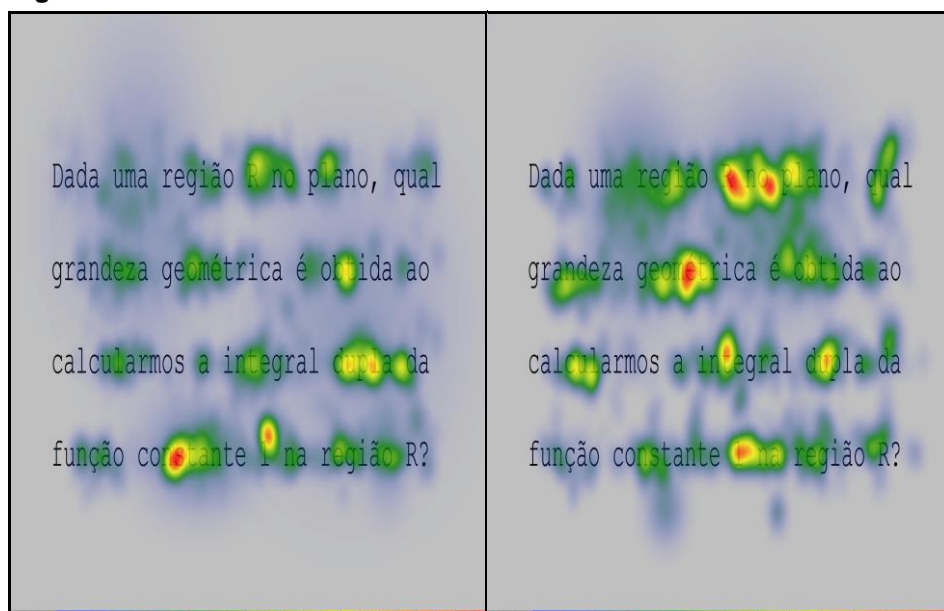 Dada uma região R no plano, qual
grandeza geométrica é obtida ao
calcularmos a integral dupla da
função constante 1 na região R?
Dada uma região R no plano, qual
grandeza geométrica é obtida ao
calcularmos a integral dupla da
função constante 1 na região R?